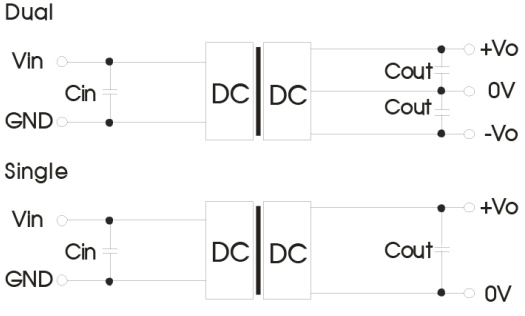 Dual
Vin
+Vo
Cout
Cin
DC DC
0V
Cout
GND
-Vo
Single
Vin
+Vo
Cin
DC DC
Cout
GND
0V